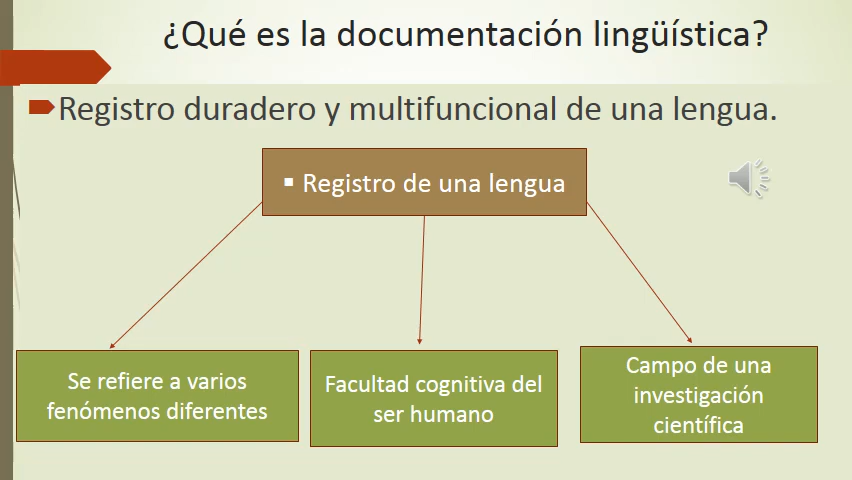 ¿Qué es la documentación lingüística?
Registro duradero y multifuncional de una lengua.
▪ Registro de una lengua
Se refiere a varios
fenómenos diferentes
Facultad cognitiva del
ser humano
Campo de una
investigación
científica